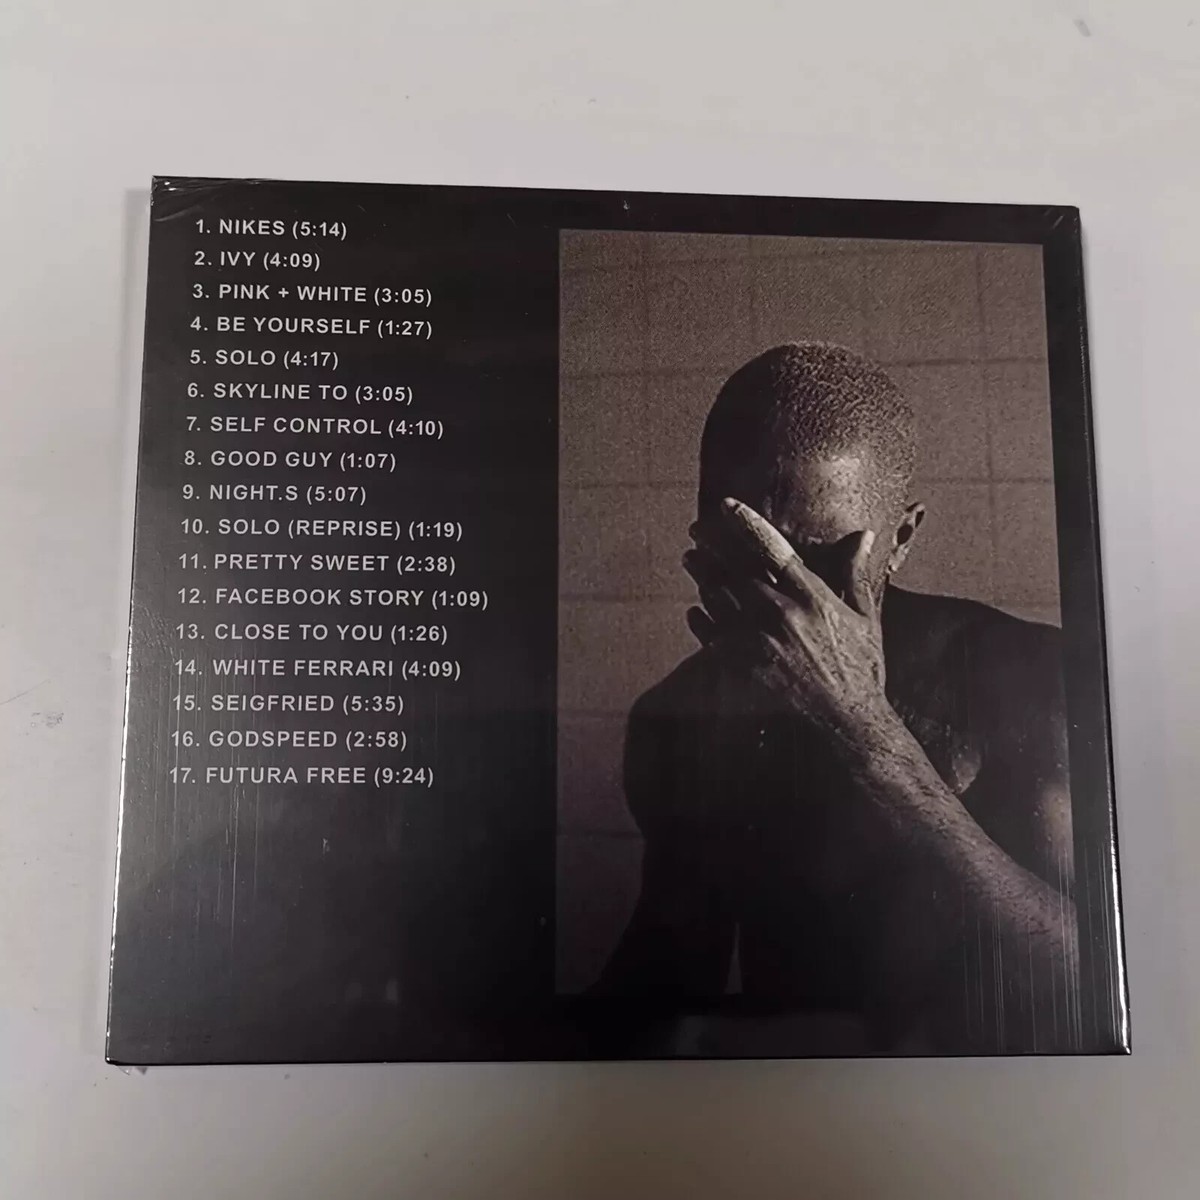 1. NIKES (5:14)
2. IVY (4:09)
3. PINK + WHITE (3:05)
4. BE YOURSELF (1:27)
5. SOLO (4:17)
6. SKYLINE TO (3:05)
7. SELF CONTROL (4:10)
8. GOOD GUY (1:07)
9. NIGHT.S (5:07)
10. SOLO (REPRISE) (1:19)
11. PRETTY SWEET (2:38)
12. FACEBOOK STORY (1:09)
13. CLOSE TO YOU (1:26)
14. WHITE FERRARI (4:09)
15. SEIGFRIED (5:35)
16. GODSPEED (2:58)
17. FUTURA FREE (9:24)